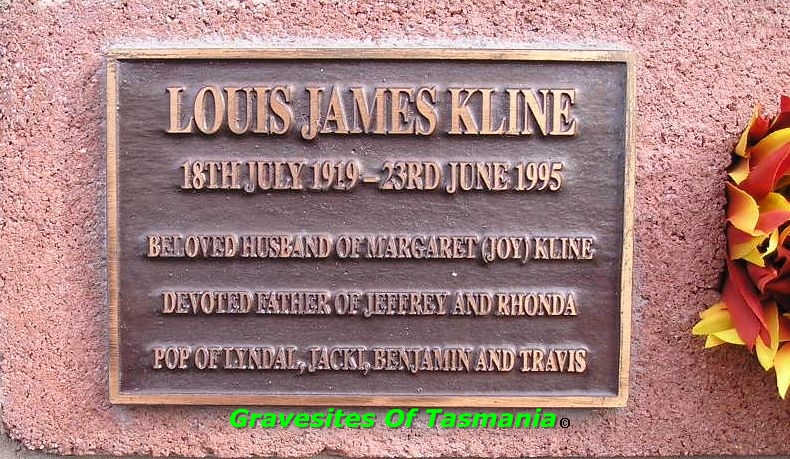 LOUIS JAMES KLINE
18TH JULY 1919 – 23RD JUNE 1995
BELOVED HUSBAND OF MARGARET (JOY) KLINE
DEVOTED FATHER OF JEFFREY AND RHONDA
POP OF LYNDAL, JACKI, BENJAMIN AND TRAVIS
Gravesites Of Tasmania©